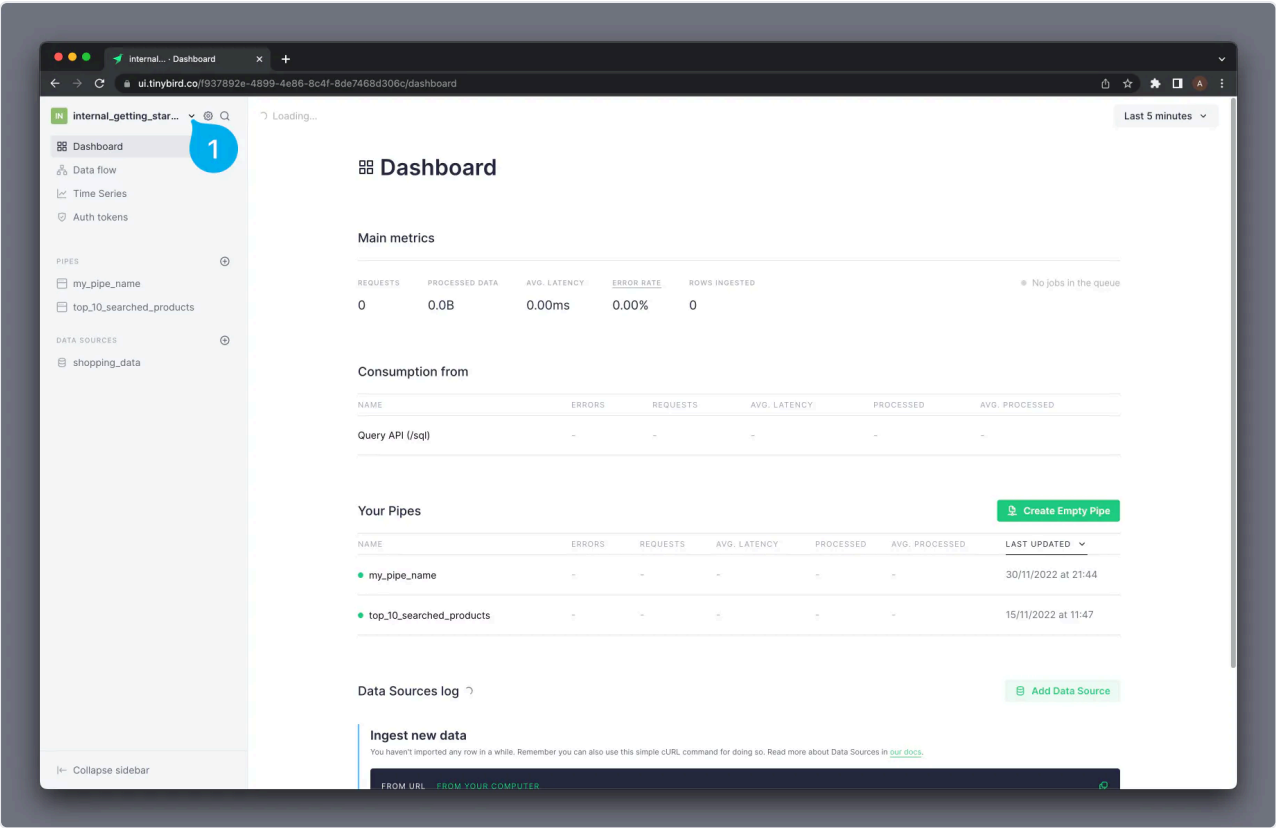 internal... · Dashboard
ui.tinybird.co/f937892e-4899-4e86-8c4f-8de7468d306c/dashboard
A
IN internal_getting_star...
Loading...
Last 5 minutes
1
Dashboard
Data flow
Time Series
Auth tokens
PIPES
my_pipe_name
top_10_searched_products
DATA SOURCES
shopping_data
Collapse sidebar
Dashboard
Main metrics
REQUESTS PROCESSED DATA AVG. LATENCY ERROR RATE ROWS INGESTED
0 0.0B 0.00ms 0.00% 0
No jobs in the queue
Consumption from
NAME ERRORS REQUESTS AVG. LATENCY PROCESSED AVG. PROCESSED
Query API (/sql) - - - - -
Your Pipes
Create Empty Pipe
NAME ERRORS REQUESTS AVG. LATENCY PROCESSED AVG. PROCESSED LAST UPDATED
my_pipe_name - - - - - 30/11/2022 at 21:44
top_10_searched_products - - - - - 15/11/2022 at 11:47
Data Sources log
Add Data Source
Ingest new data
You haven't imported any row in a while. Remember you can also use this simple cURL command for doing so. Read more about Data Sources in our docs.
FROM URL FROM YOUR COMPUTER